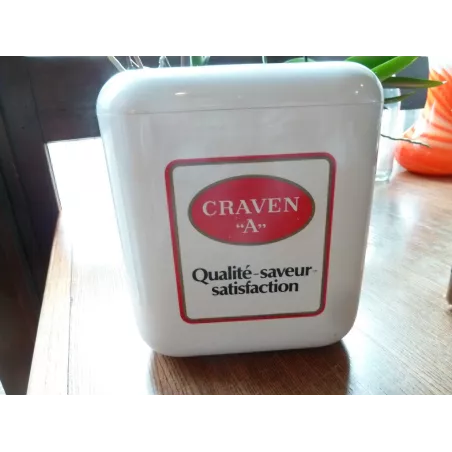 CRAVEN
"A"
Qualité-saveur-
satisfaction